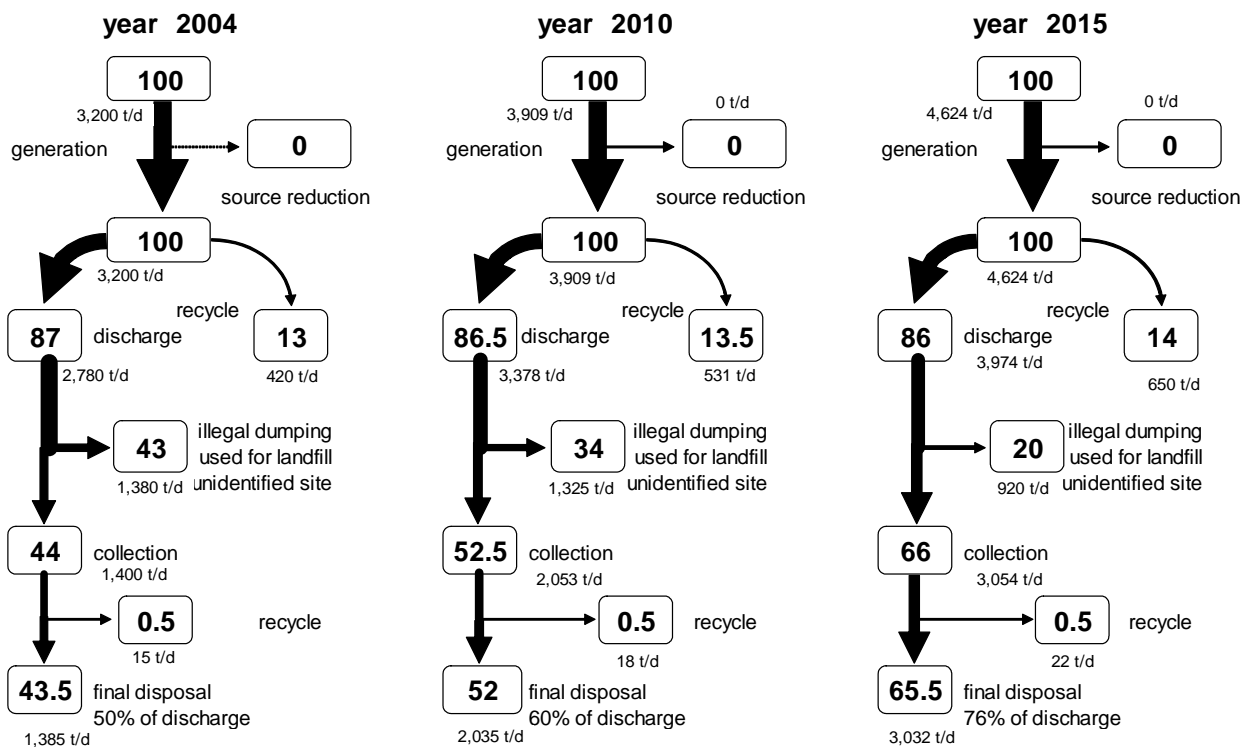 year 2004
100
3,200 t/d
generation
0
source reduction
100
3,200 t/d
recycle
87
discharge
13
2,780 t/d
420 t/d
43
illegal dumping
used for landfill
unidentified site
1,380 t/d
44
collection
1,400 t/d
0.5
recycle
15 t/d
43.5
final disposal
50% of discharge
1,385 t/d
year 2010
100
0 t/d
3,909 t/d
generation
0
source reduction
100
3,909 t/d
recycle
86.5
discharge
13.5
3,378 t/d
531 t/d
34
illegal dumping
used for landfill
unidentified site
1,325 t/d
52.5
collection
2,053 t/d
0.5
recycle
18 t/d
52
final disposal
60% of discharge
2,035 t/d
year 2015
100
0 t/d
4,624 t/d
generation
0
source reduction
100
4,624 t/d
recycle
86
discharge
14
3,974 t/d
650 t/d
20
illegal dumping
used for landfill
unidentified site
920 t/d
66
collection
3,054 t/d
0.5
recycle
22 t/d
65.5
final disposal
76% of discharge
3,032 t/d